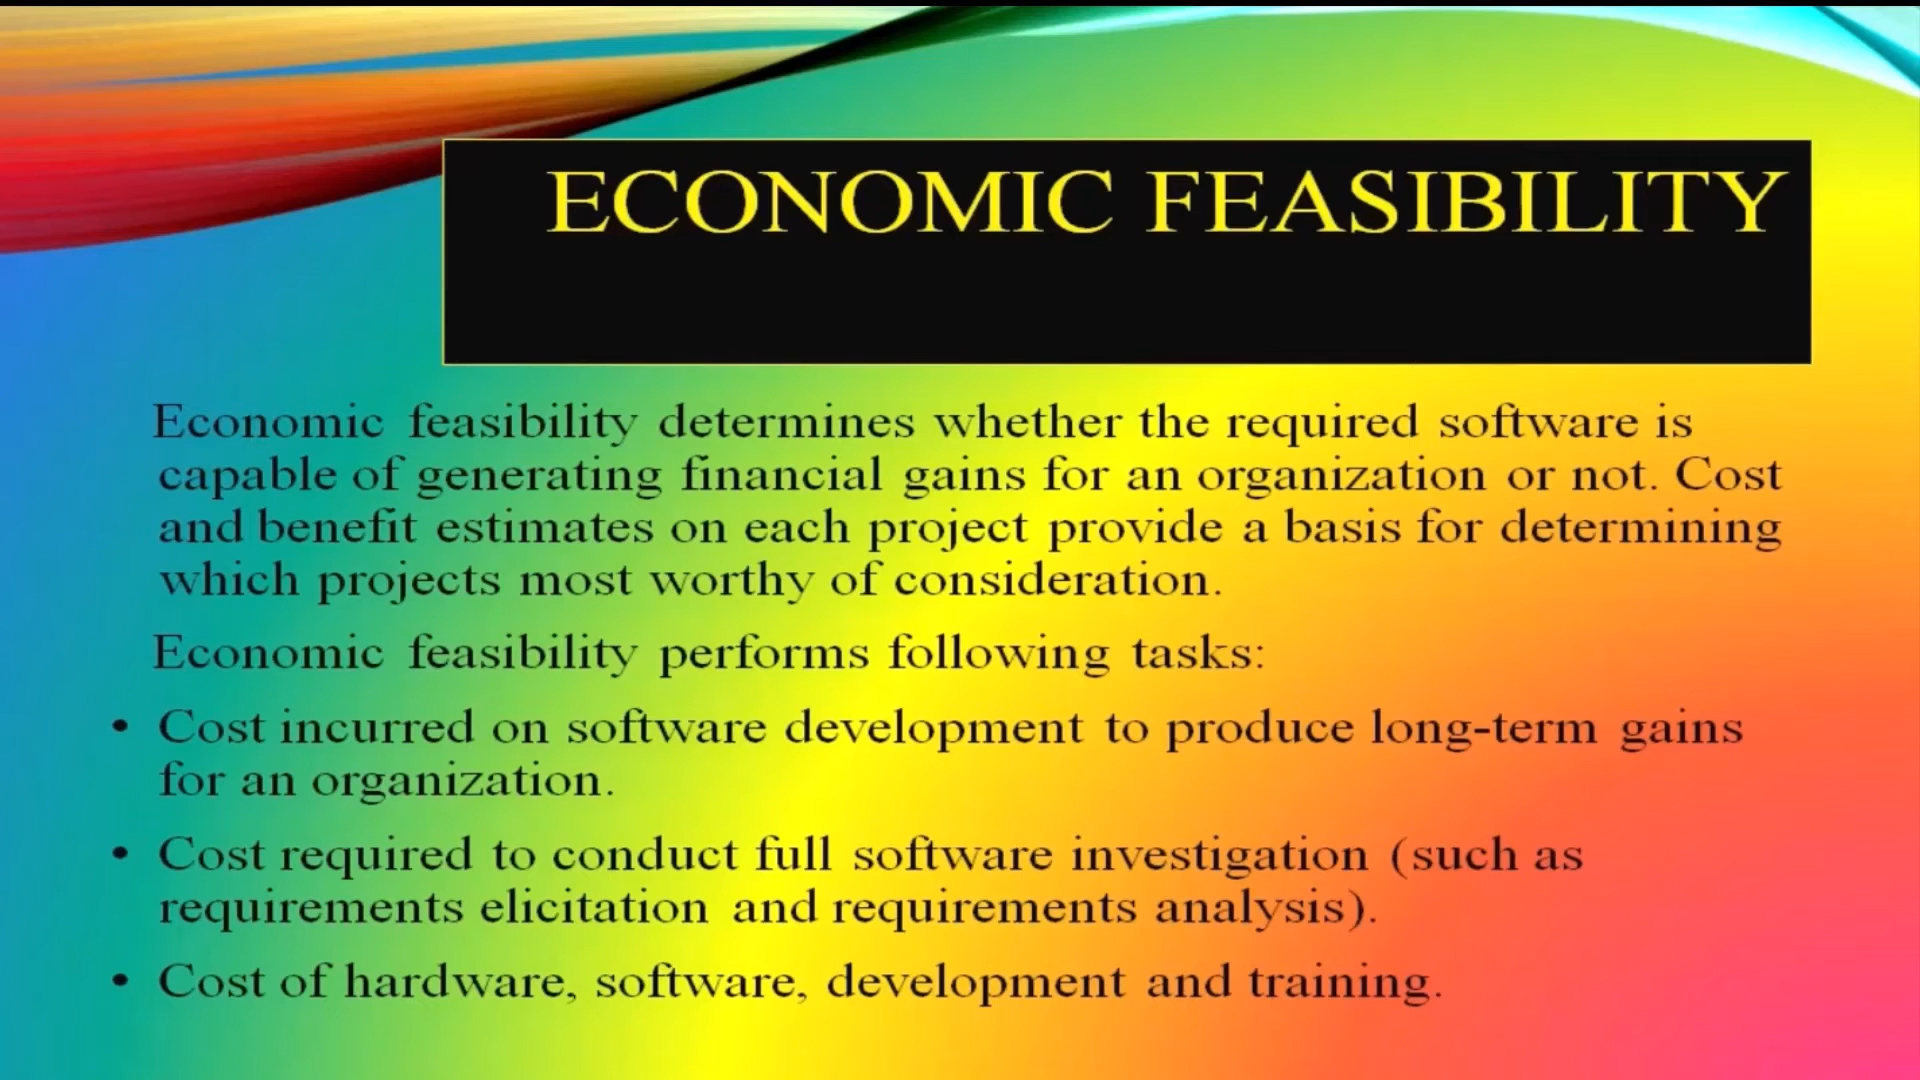 ECONOMIC FEASIBILITY
Economic feasibility determines whether the required software is
capable of generating financial gains for an organization or not. Cost
and benefit estimates on each project provide a basis for determining
which projects most worthy of consideration.
Economic feasibility performs following tasks:
• Cost incurred on software development to produce long-term gains
for an organization.
• Cost required to conduct full software investigation (such as
requirements elicitation and requirements analysis).
• Cost of hardware, software, development and training.